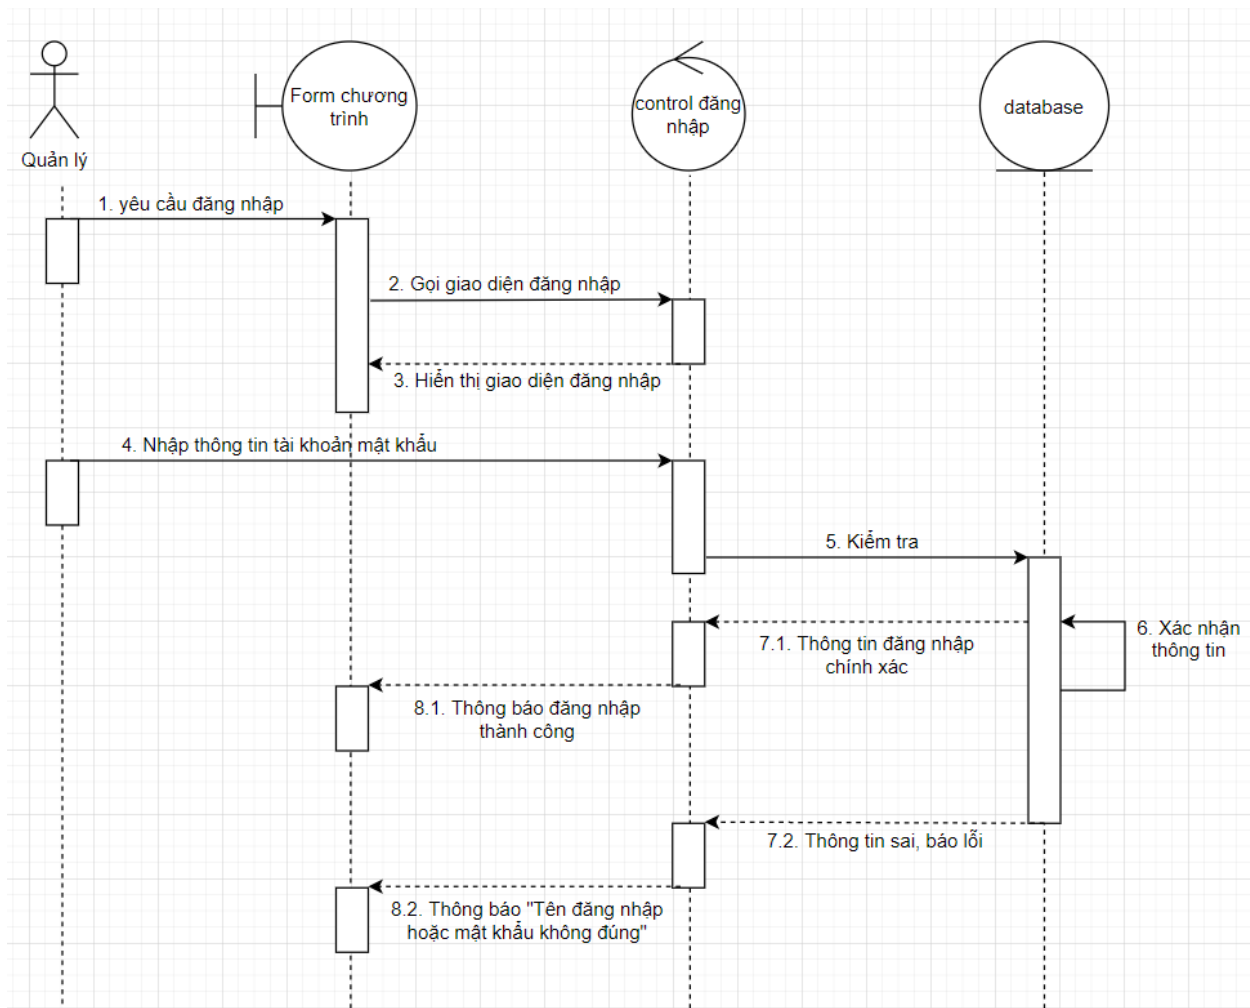 Form chương
trình
control đăng
nhập
database
Quản lý
1. yêu cầu đăng nhập
2. Gọi giao diện đăng nhập
3. Hiển thị giao diện đăng nhập
4. Nhập thông tin tài khoản mật khẩu
5. Kiểm tra
6. Xác nhận
thông tin
7.1. Thông tin đăng nhập
chính xác
8.1. Thông báo đăng nhập
thành công
7.2. Thông tin sai, báo lỗi
8.2. Thông báo "Tên đăng nhập
hoặc mật khẩu không đúng"